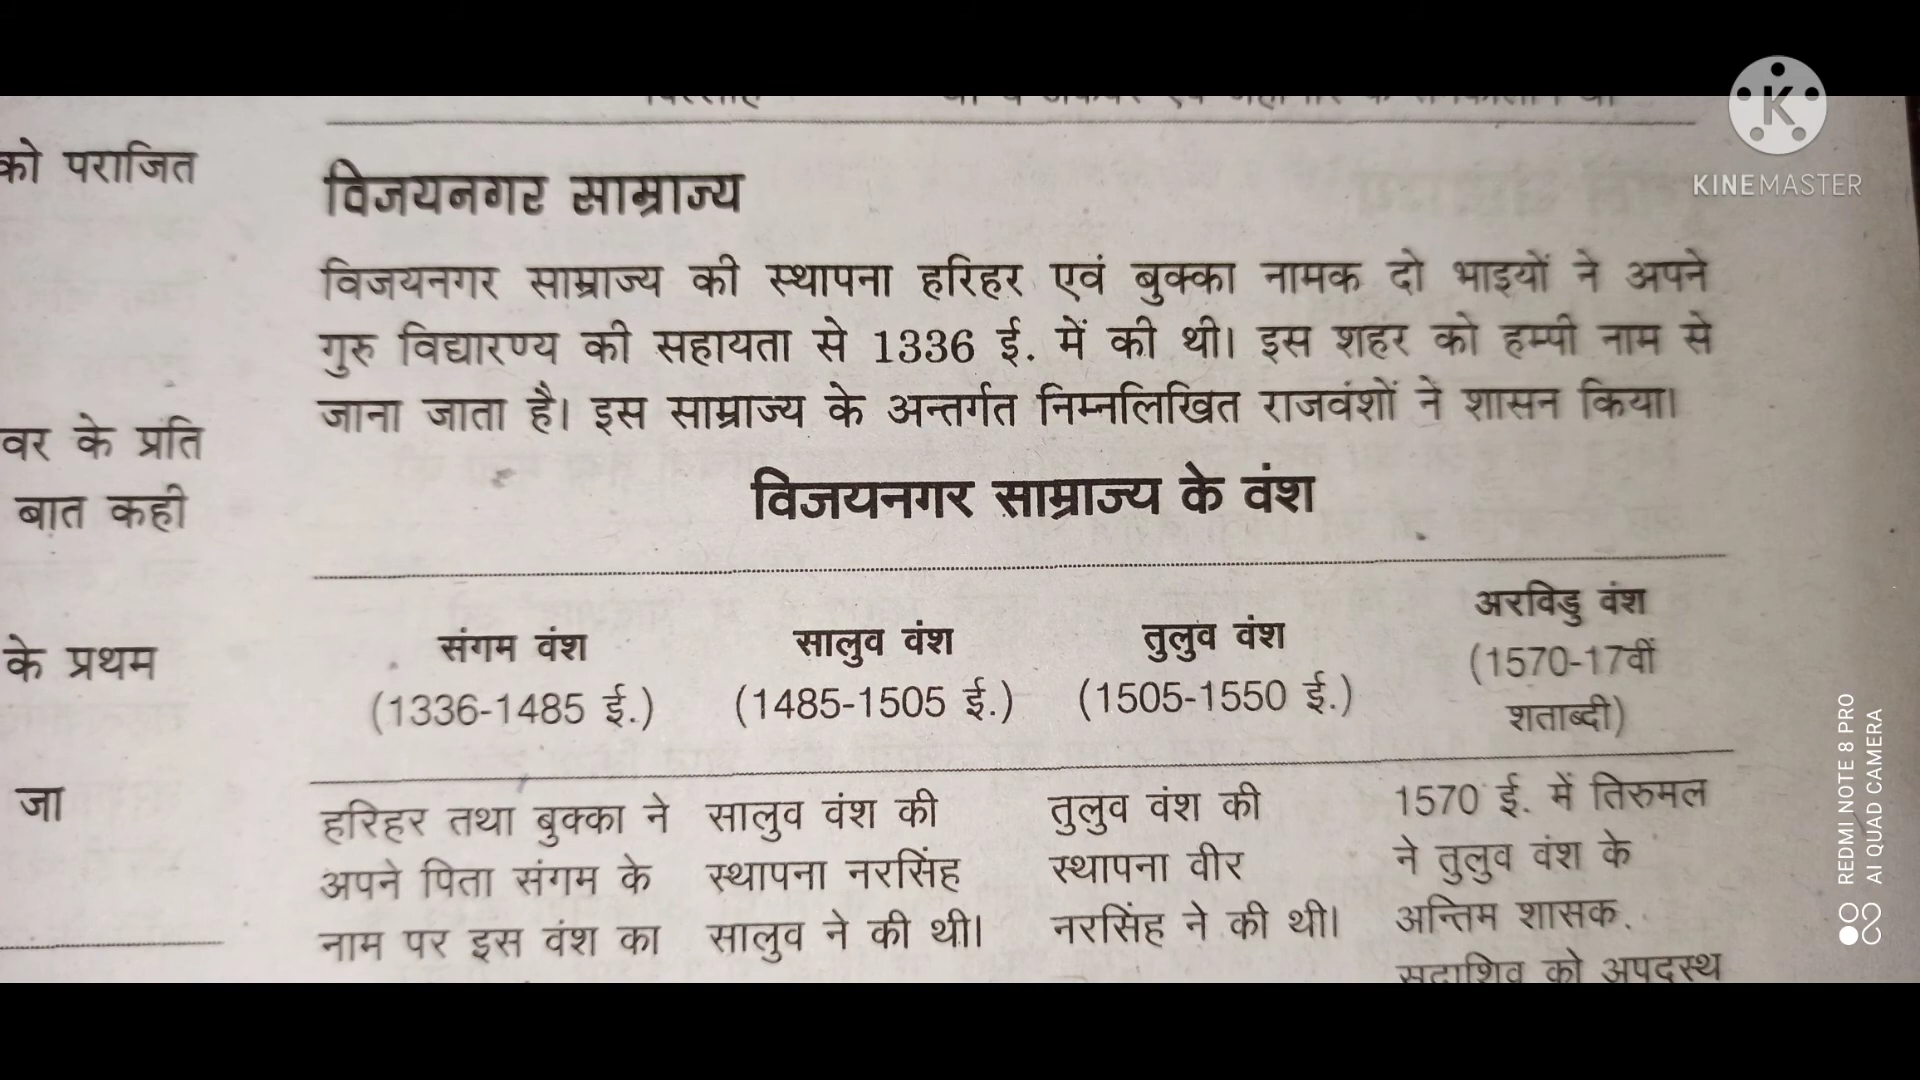 को पराजित
वर के प्रति
बात कही
के प्रथम
जा
विजयनगर साम्राज्य
विजयनगर साम्राज्य की स्थापना हरिहर एवं बुक्का नामक दो भाइयों ने अपने
गुरु विद्यारण्य की सहायता से 1336 ई. में की थी। इस शहर को हम्पी नाम से
जाना जाता है। इस साम्राज्य के अन्तर्गत निम्नलिखित राजवंशों ने शासन किया।
विजयनगर साम्राज्य के वंश
संगम वंश
(1336-1485 ई.)
सालुव वंश
(1485-1505 ई.)
तुलुव वंश
(1505-1550 ई.)
अरविडु वंश
(1570-17वीं
शताब्दी)
हरिहर तथा बुक्का ने
अपने पिता संगम के
नाम पर इस वंश का
सालुव वंश की
स्थापना नरसिंह
सालुव ने की थी।
तुलुव वंश की
स्थापना वीर
नरसिंह ने की थी।
1570 ई. में तिरुमल
ने तुलुव वंश के
अन्तिम शासक
सदाशिव को अपदस्थ
KINEMASTER
REDMI NOTE 8 PRO
AI QUAD CAMERA